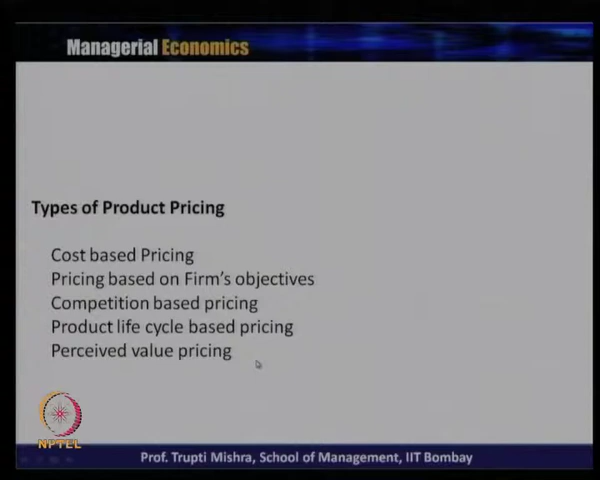 Managerial Economics
Types of Product Pricing
Cost based Pricing
Pricing based on Firm's objectives
Competition based pricing
Product life cycle based pricing
Perceived value pricing
NPTEL
Prof. Trupti Mishra, School of Management, IIT Bombay